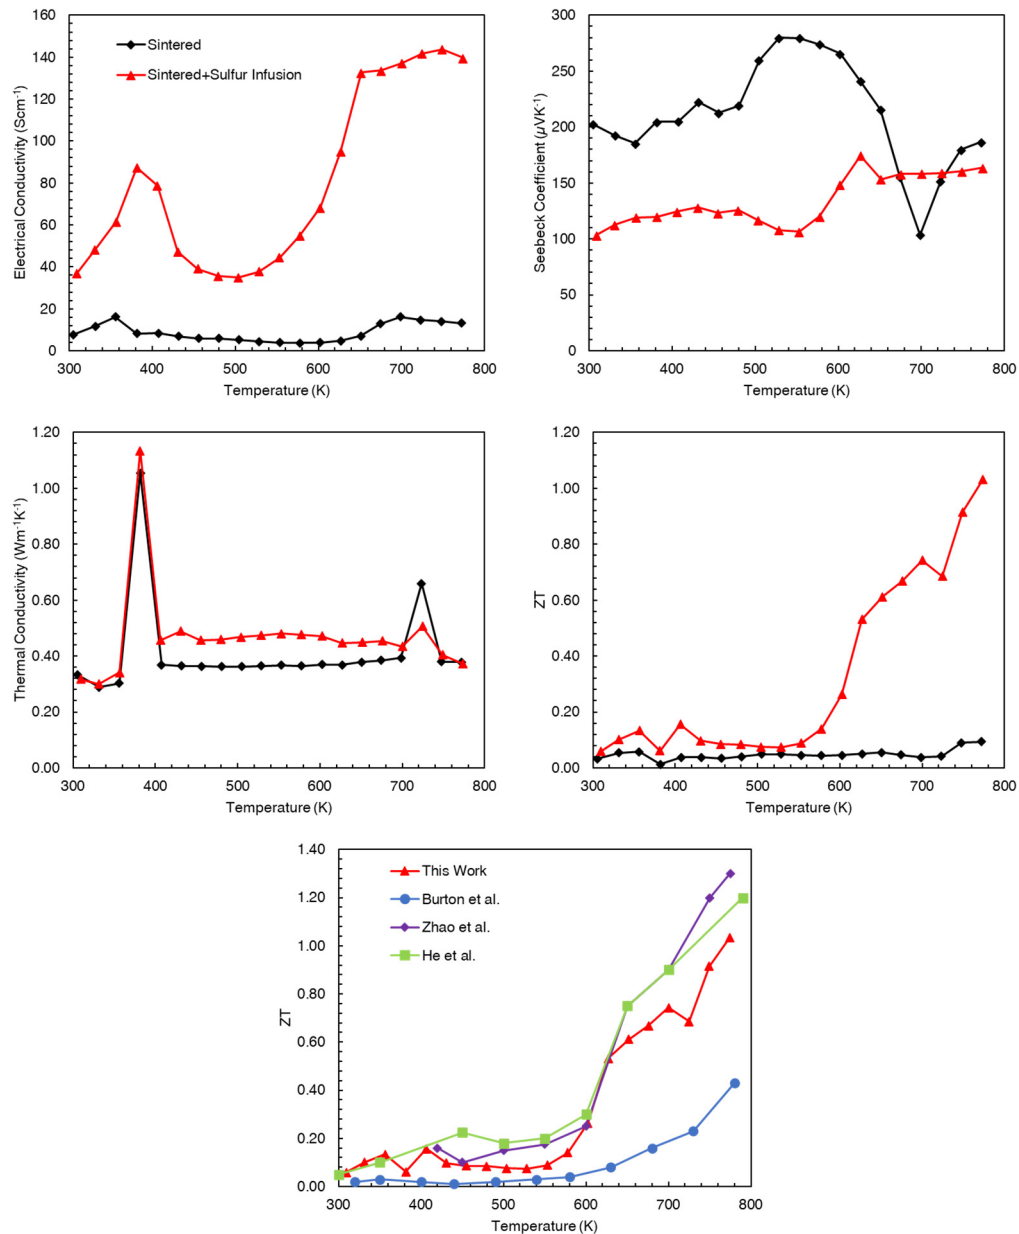 160
140
120
100
80
60
40
20
0
Electrical Conductivity (Scm⁻¹)
Sintered
Sintered+Sulfur Infusion
300 400 500 600 700 800
Temperature (K)
300
250
200
150
100
50
0
Seebeck Coefficient (µVK⁻¹)
300 400 500 600 700 800
Temperature (K)
1.20
1.00
0.80
0.60
0.40
0.20
0.00
Thermal Conductivity (Wm⁻¹K⁻¹)
300 400 500 600 700 800
Temperature (K)
1.20
1.00
0.80
0.60
0.40
0.20
0.00
ZT
300 400 500 600 700 800
Temperature (K)
1.40
1.20
1.00
0.80
0.60
0.40
0.20
0.00
ZT
This Work
Burton et al.
Zhao et al.
He et al.
300 400 500 600 700 800
Temperature (K)